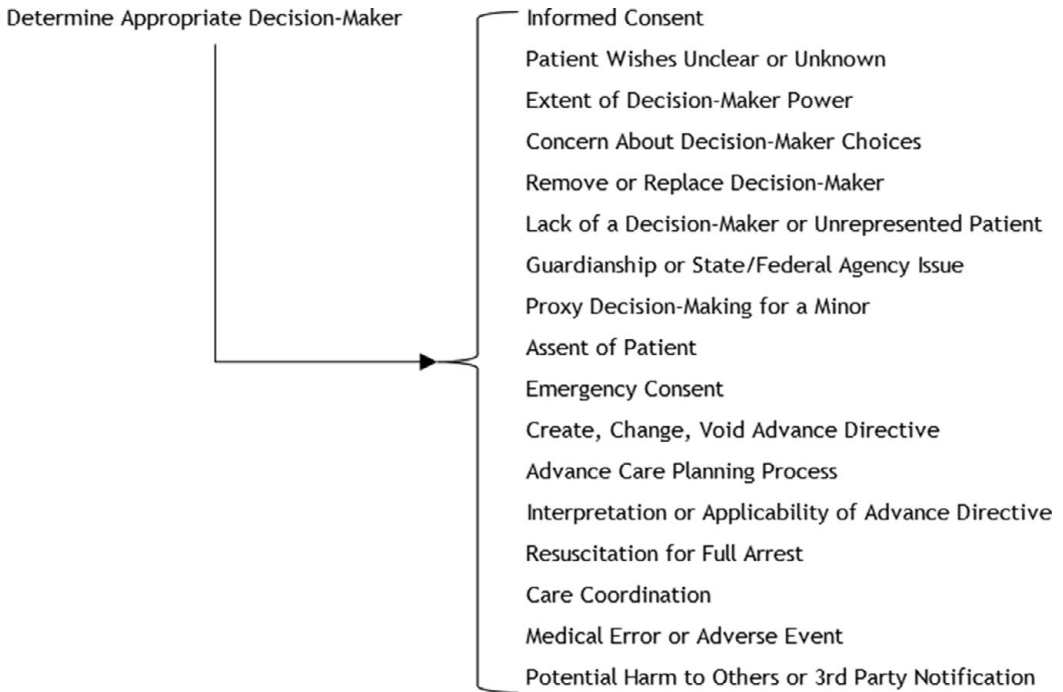 Determine Appropriate Decision-Maker
Informed Consent
Patient Wishes Unclear or Unknown
Extent of Decision-Maker Power
Concern About Decision-Maker Choices
Remove or Replace Decision-Maker
Lack of a Decision-Maker or Unrepresented Patient
Guardianship or State/Federal Agency Issue
Proxy Decision-Making for a Minor
Assent of Patient
Emergency Consent
Create, Change, Void Advance Directive
Advance Care Planning Process
Interpretation or Applicability of Advance Directive
Resuscitation for Full Arrest
Care Coordination
Medical Error or Adverse Event
Potential Harm to Others or 3rd Party Notification